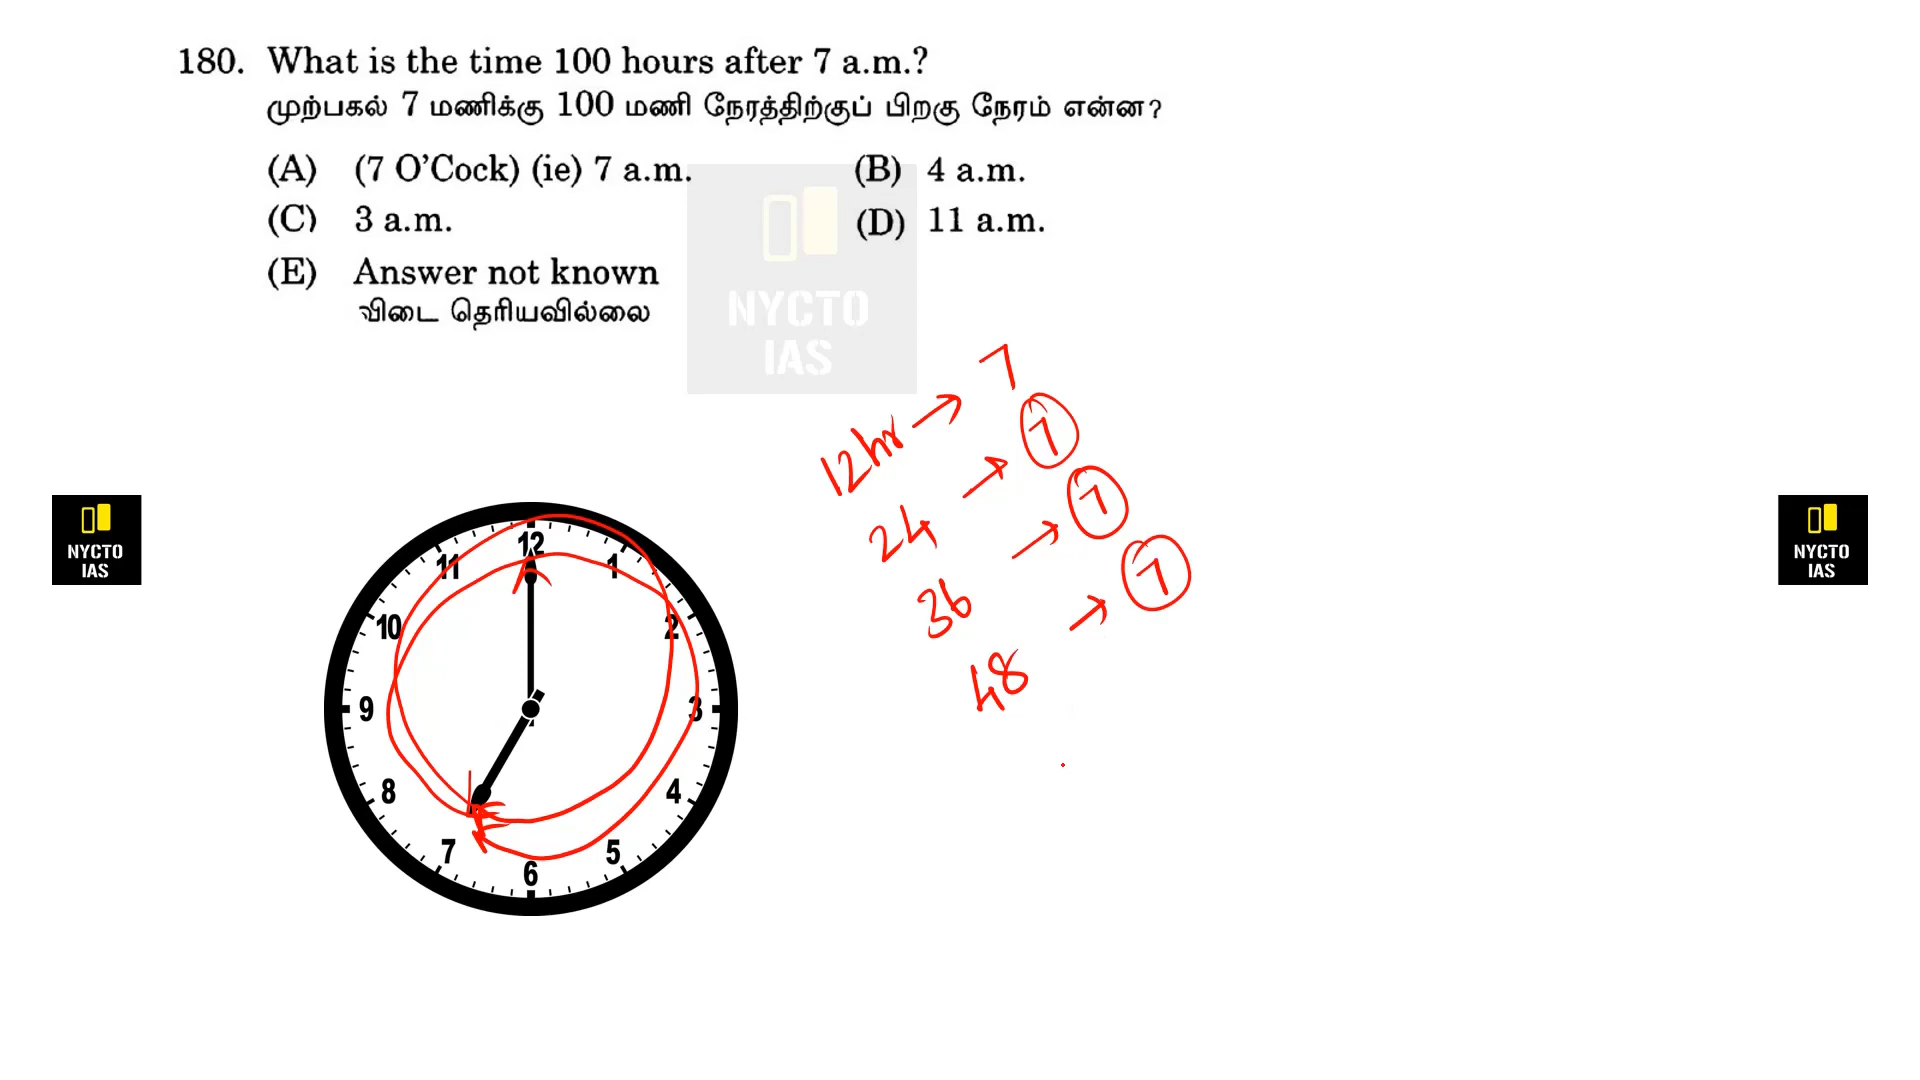 180. What is the time 100 hours after 7 a.m.?
முற்பகல் 7 மணிக்கு 100 மணி நேரத்திற்குப் பிறகு நேரம் என்ன?
(A) (7 O'Cock) (ie) 7 a.m. (B) 4 a.m.
(C) 3 a.m. (D) 11 a.m.
(E) Answer not known
விடை தெரியவில்லை
NYCTO
IAS
12hr → 7
24 → 7
36 → 7
48 → 7
NYCTO
IAS
12
11 1
10 2
9 3
8 4
7 5
6
NYCTO
IAS